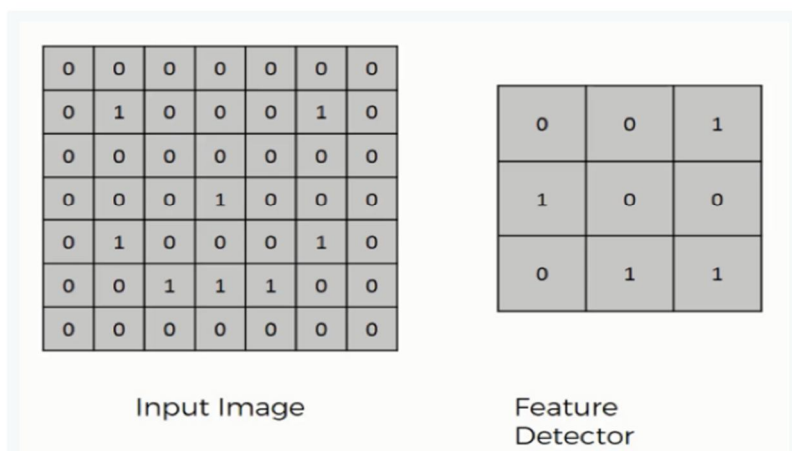 0 0 0 0 0 0 0
0 1 0 0 0 1 0
0 0 0 0 0 0 0
0 0 0 1 0 0 0
0 1 0 0 0 1 0
0 0 1 1 1 0 0
0 0 0 0 0 0 0
Input Image
0 0 1
1 0 0
0 1 1
Feature
Detector